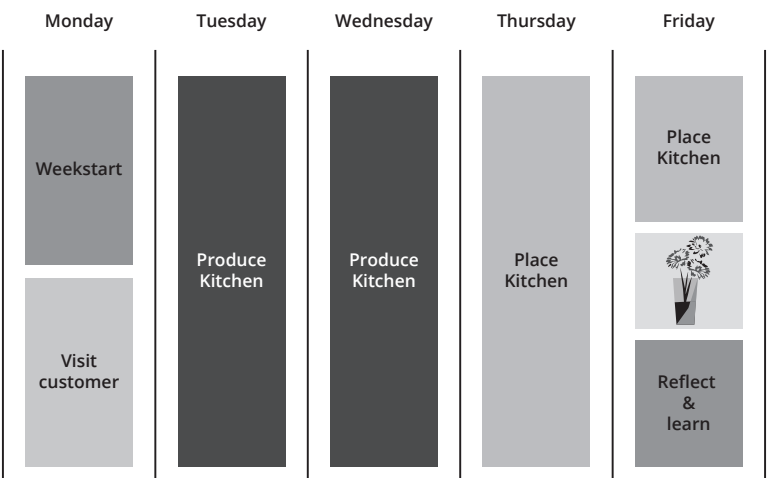 Monday
Tuesday
Wednesday
Thursday
Friday
Weekstart
Visit
customer
Produce
Kitchen
Produce
Kitchen
Place
Kitchen
Place
Kitchen
Reflect
&
learn